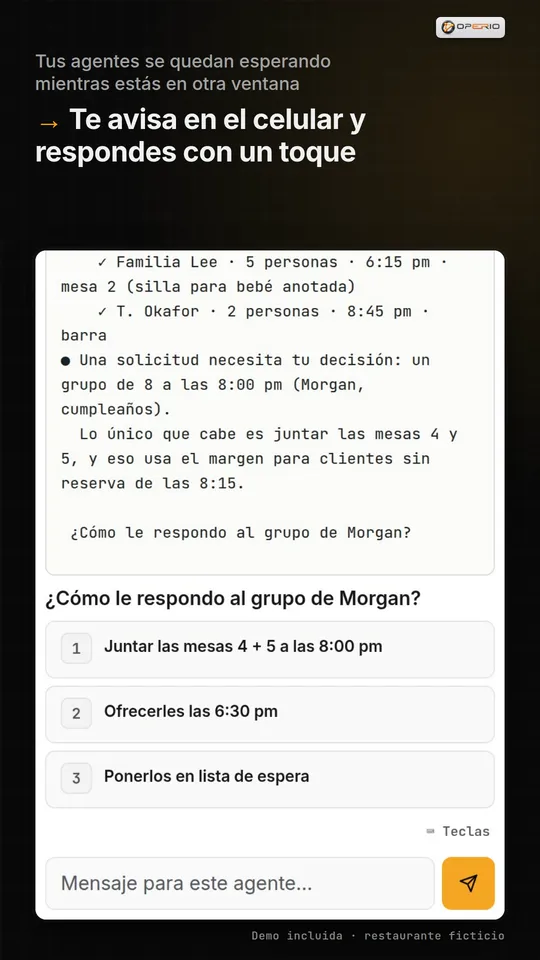 OPERIO
Tus agentes se quedan esperando
mientras estás en otra ventana
→ Te avisa en el celular y
respondes con un toque
✓ Familia Lee · 5 personas · 6:15 pm ·
mesa 2 (silla para bebé anotada)
✓ T. Okafor · 2 personas · 8:45 pm ·
barra
● Una solicitud necesita tu decisión: un
grupo de 8 a las 8:00 pm (Morgan,
cumpleaños).
Lo único que cabe es juntar las mesas 4 y
5, y eso usa el margen para clientes sin
reserva de las 8:15.
¿Cómo le respondo al grupo de Morgan?
¿Cómo le respondo al grupo de Morgan?
1 Juntar las mesas 4 + 5 a las 8:00 pm
2 Ofrecerles las 6:30 pm
3 Ponerlos en lista de espera
⌨ Teclas
Mensaje para este agente...
Demo incluida · restaurante ficticio